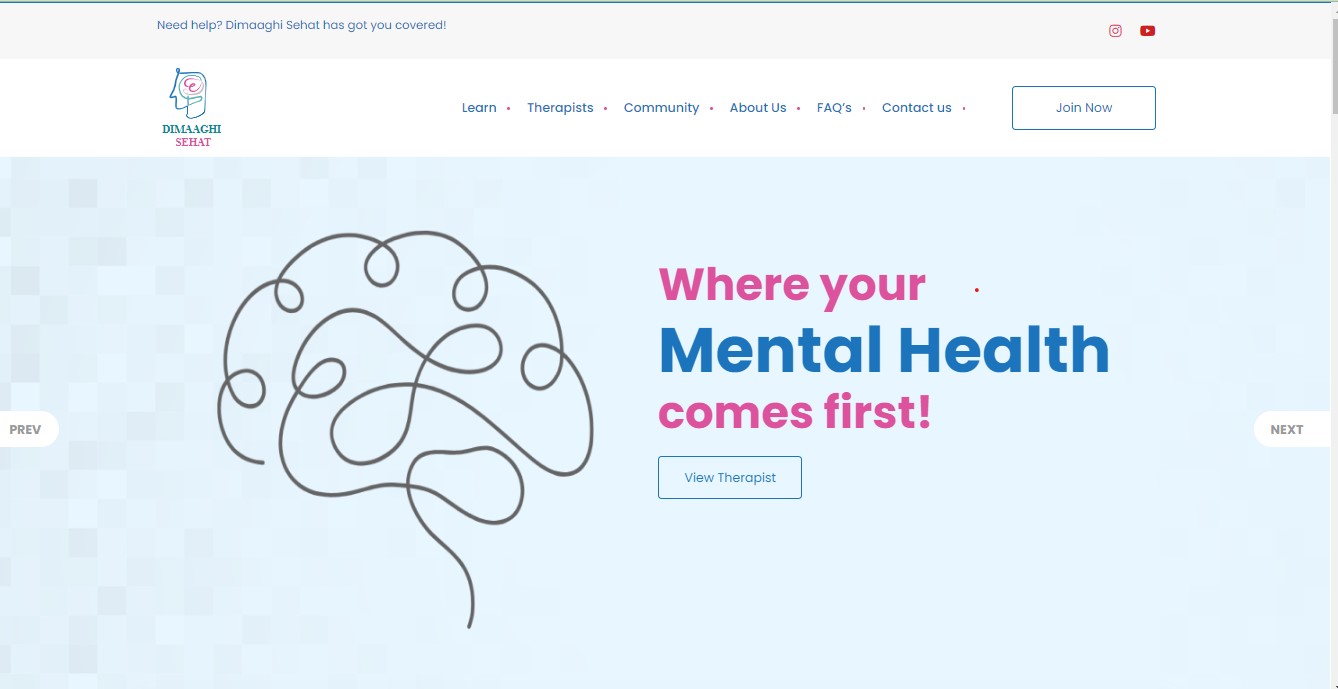 Need help? Dimaaghi Sehat has got you covered!
DIMAAGHI
SEHAT
Learn • Therapists • Community • About Us • FAQ's • Contact us •
Join Now
Where your
Mental Health
comes first!
PREV
NEXT
View Therapist